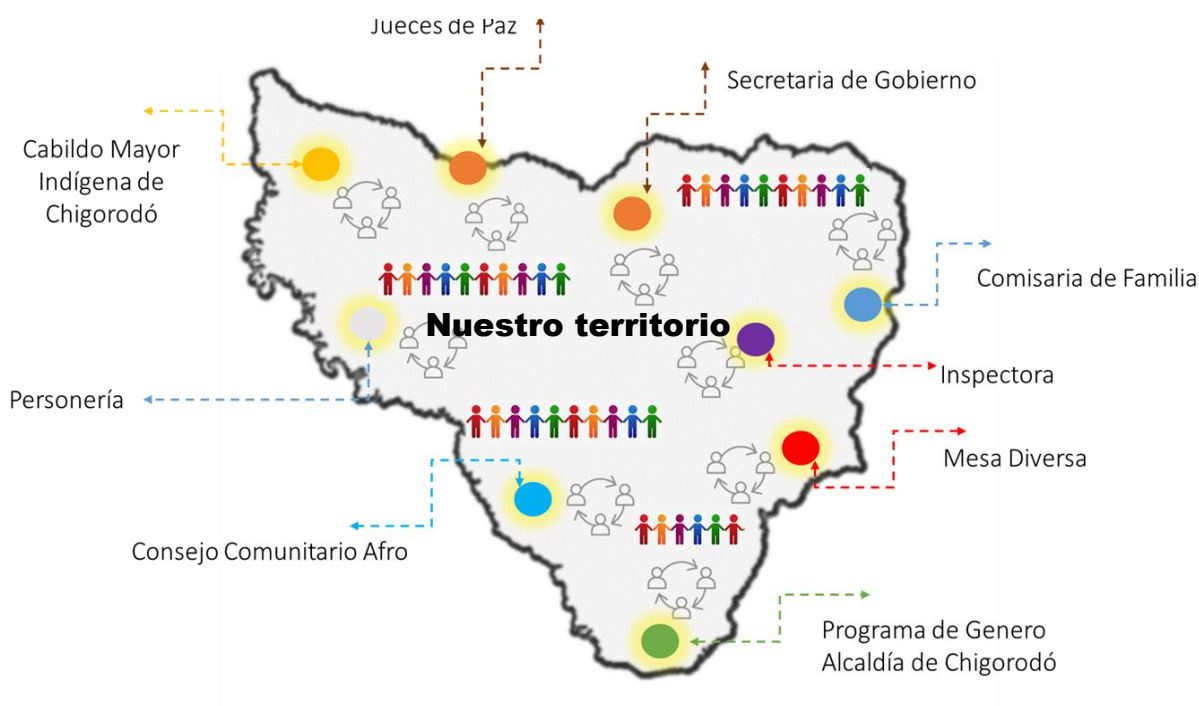 Jueces de Paz
Secretaria de Gobierno
Cabildo Mayor
Indígena de
Chigorodó
Comisaria de Familia
Nuestro territorio
Inspectora
Personería
Mesa Diversa
Consejo Comunitario Afro
Programa de Genero
Alcaldía de Chigorodó